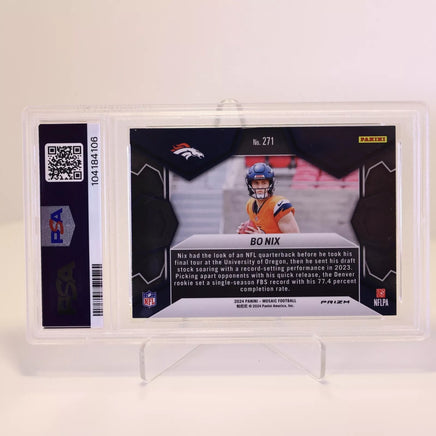 104184106
PSA
PSA
No. 271
PANINI
BO NIX
Nix had the look of an NFL quarterback before he took his
final tour at the University of Oregon, then he sent his draft
stock soaring with a record-setting performance in 2023.
Picking apart opponents with his quick release, the Denver
rookie set a single-season FBS record with his 77.4 percent
completion rate.
NFL
2024 PANINI – MOSAIC FOOTBALL
© 2024 Panini America, Inc.
PRIZM
NFLPA